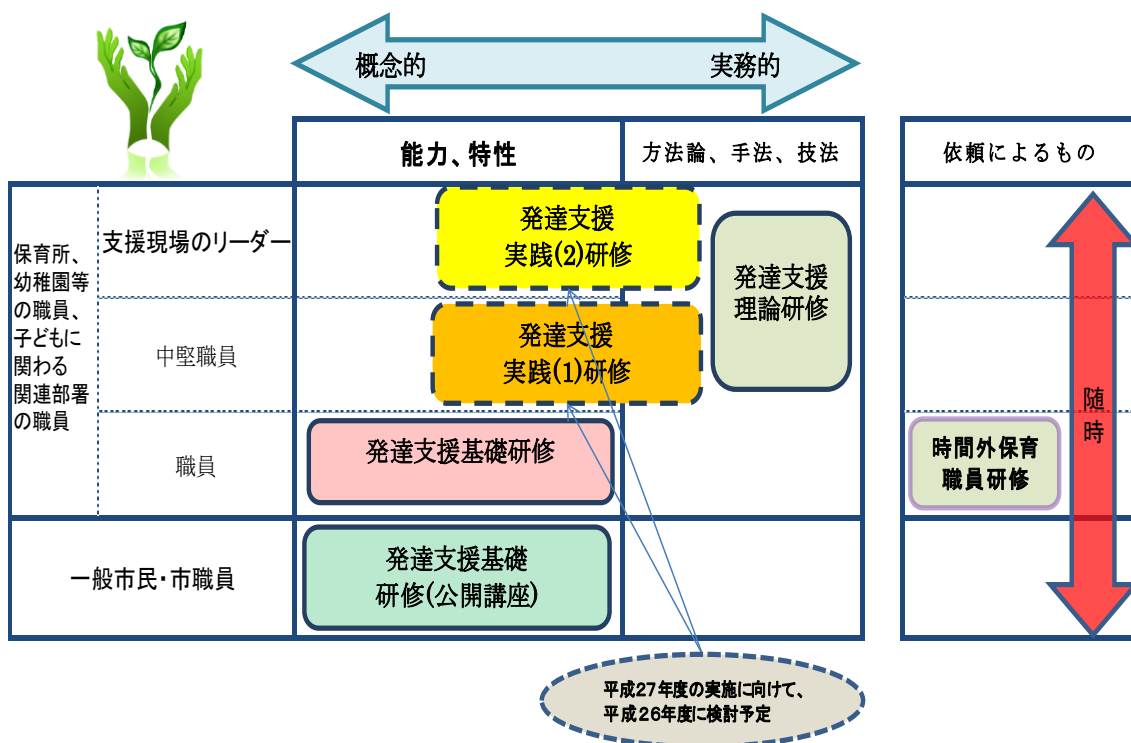 概念的
実務的
能力、特性
方法論、手法、技法
依頼によるもの
保育所、
幼稚園等
の職員、
子どもに
関わる
関連部署
の職員
支援現場のリーダー
発達支援
実践(2)研修
発達支援
理論研修
中堅職員
発達支援
実践(1)研修
職員
発達支援基礎研修
時間外保育
職員研修
随
時
一般市民・市職員
発達支援基礎
研修(公開講座)
平成27年度の実施に向けて、
平成26年度に検討予定